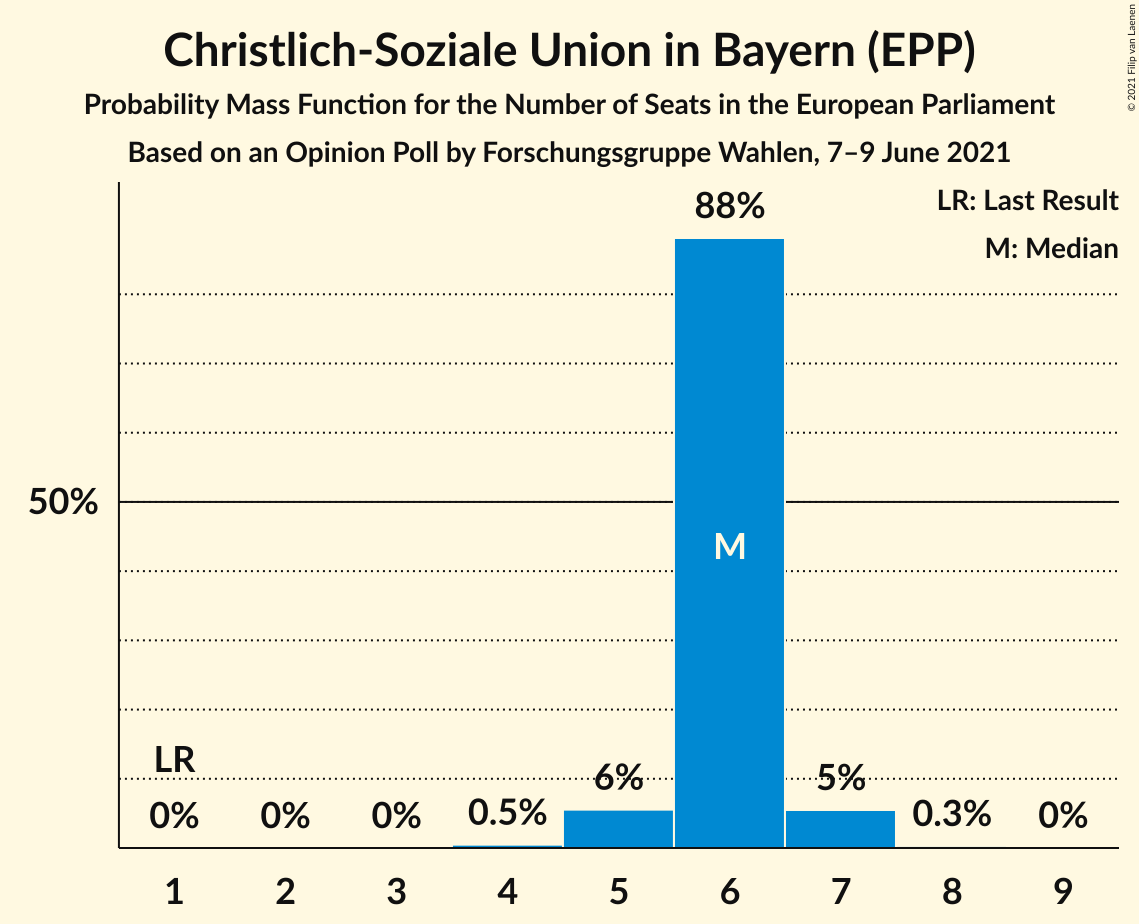 Christlich-Soziale Union in Bayern (EPP)
Probability Mass Function for the Number of Seats in the European Parliament
Based on an Opinion Poll by Forschungsgruppe Wahlen, 7–9 June 2021
© 2021 Filip van Laenen
LR: Last Result
M: Median
88%
50%
M
LR
0% 0% 0% 0.5% 6% 5% 0.3% 0%
1 2 3 4 5 6 7 8 9